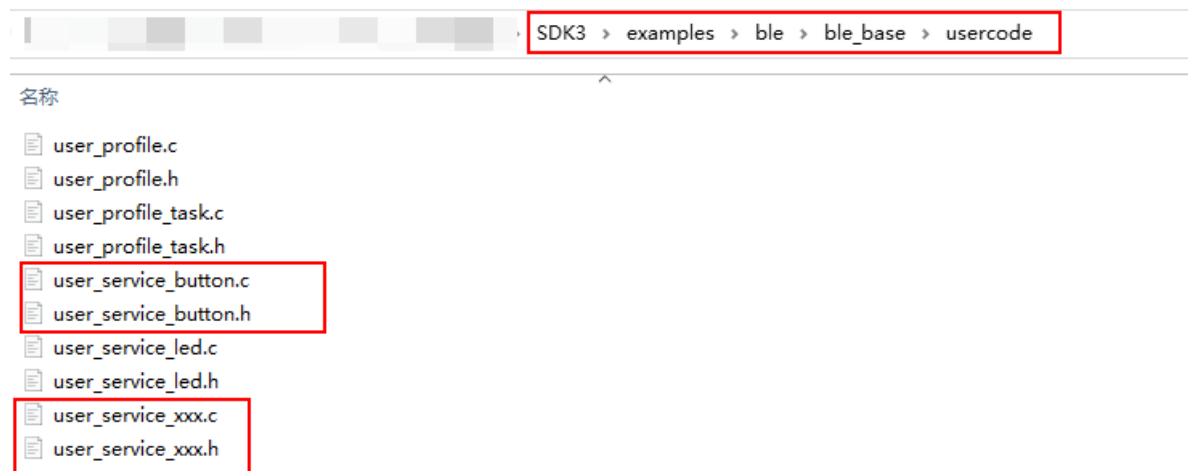 SDK3 > examples > ble > ble_base > usercode
名称
user_profile.c
user_profile.h
user_profile_task.c
user_profile_task.h
user_service_button.c
user_service_button.h
user_service_led.c
user_service_led.h
user_service_xxx.c
user_service_xxx.h